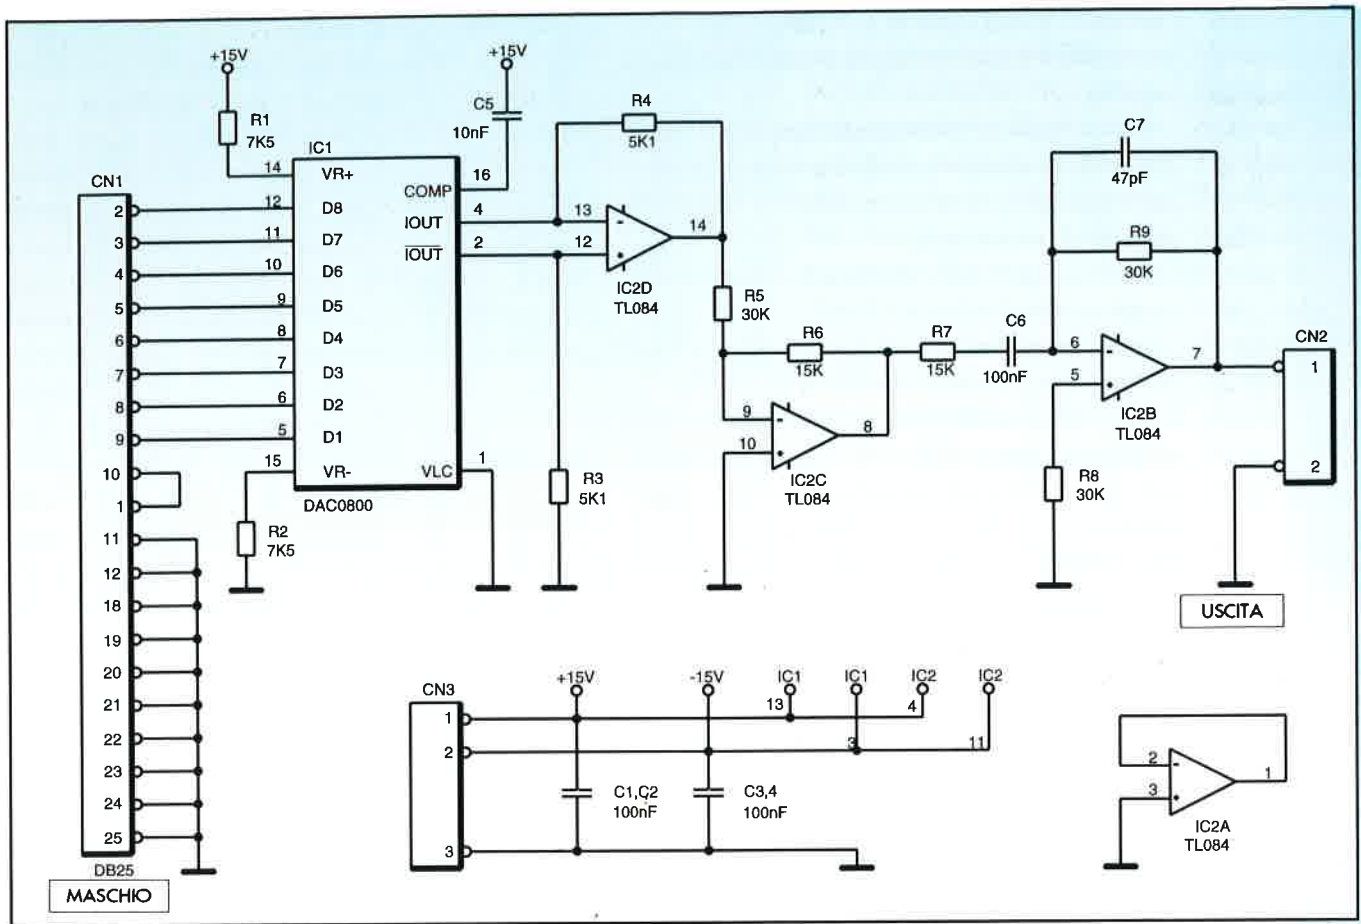 +15V
+15V
R1
7K5
C5
10nF
R4
5K1
C7
47pF
CN1
IC1
14
VR+
COMP
16
2
12
D8
IOUT
4
13
-
3
11
D7
IOUT
2
12
+
14
IC2D
TL084
4
10
D6
5
9
D5
6
8
D4
7
7
D3
8
6
D2
9
5
D1
10
15
VR-
VLC
1
1
DAC0800
R2
7K5
R3
5K1
R5
30K
R6
15K
R7
15K
C6
100nF
R9
30K
9
-
10
+
8
IC2C
TL084
6
-
5
+
7
IC2B
TL084
R8
30K
CN2
1
2
USCITA
11
12
18
19
20
21
22
23
24
25
DB25
MASCHIO
CN3
+15V
-15V
IC1
IC1
IC2
IC2
1
13
4
2
3
11
C1,C2
100nF
C3,4
100nF
3
2
-
3
+
1
IC2A
TL084